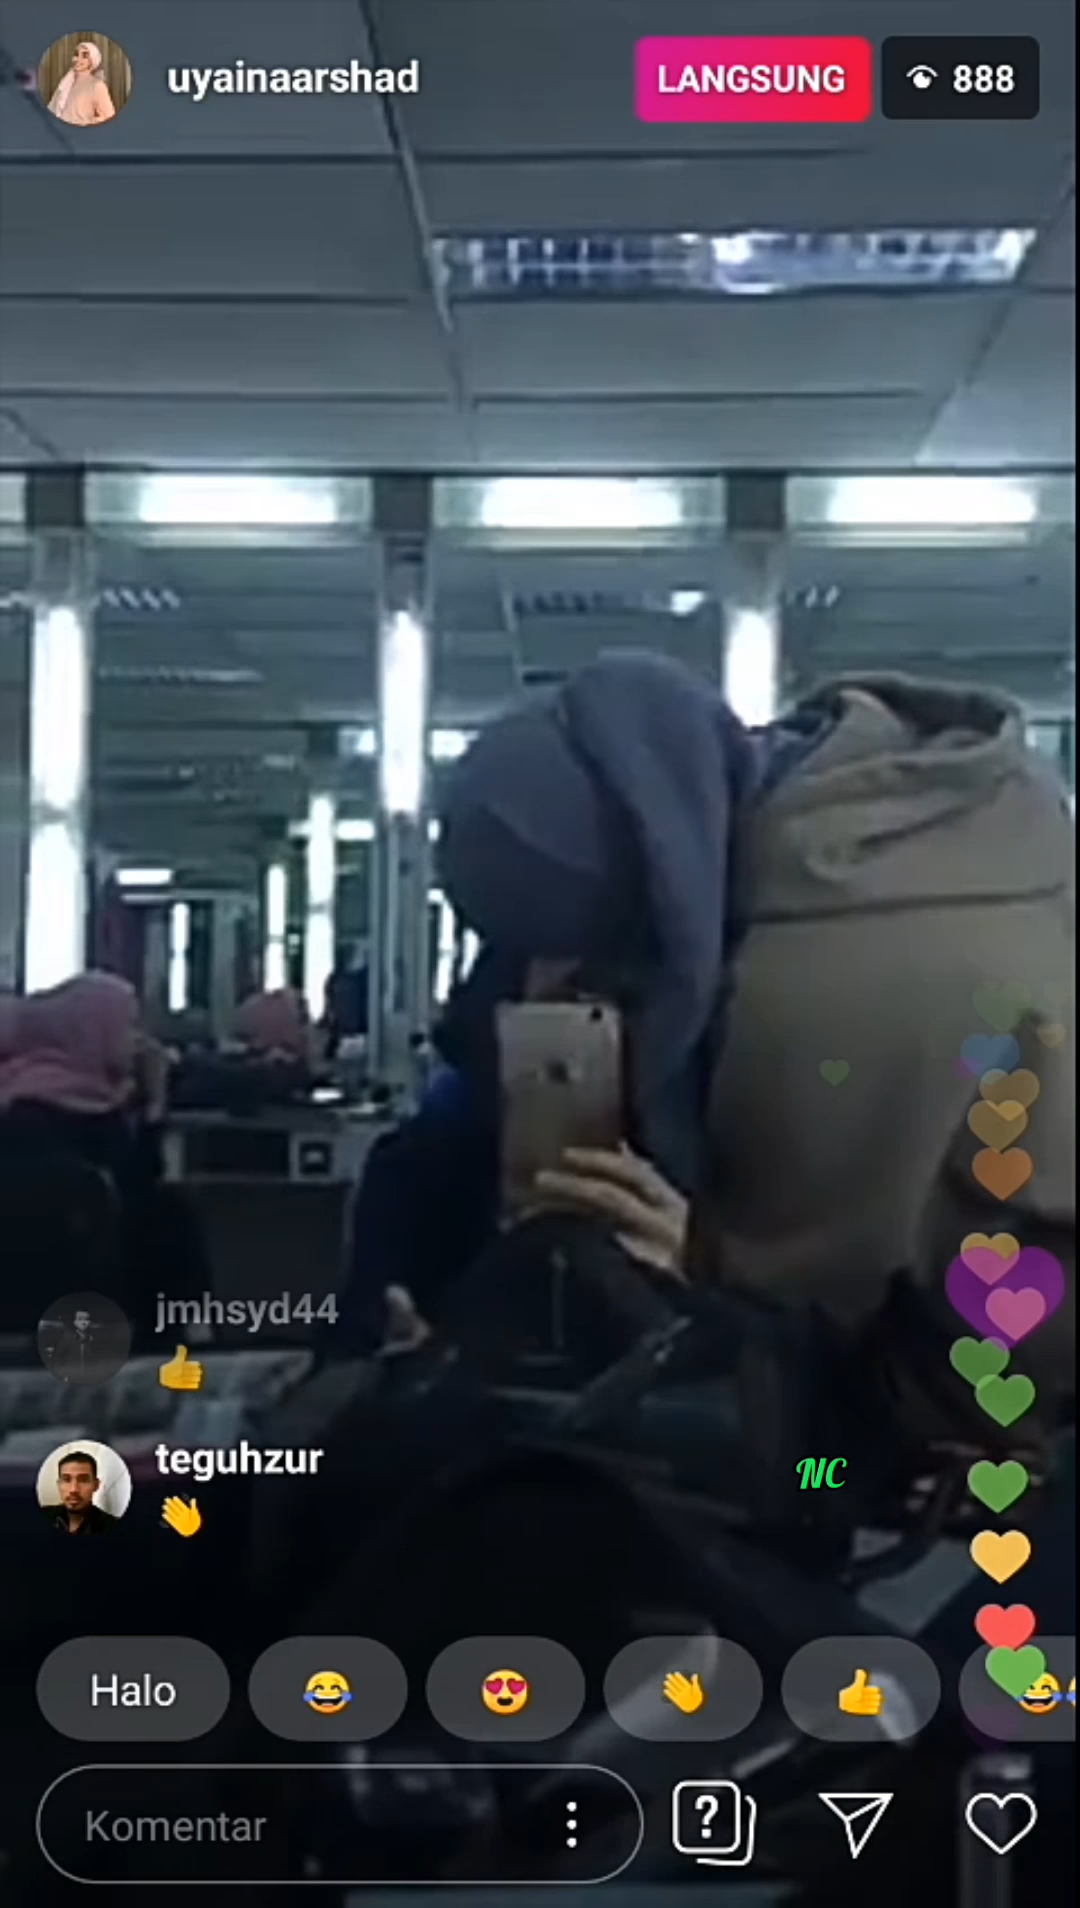 uyainaarshad
LANGSUNG
888
jmhsyd44
👍
teguhzur
👋
NC
Halo 😂 😍 👋 👍 😂
Komentar
?